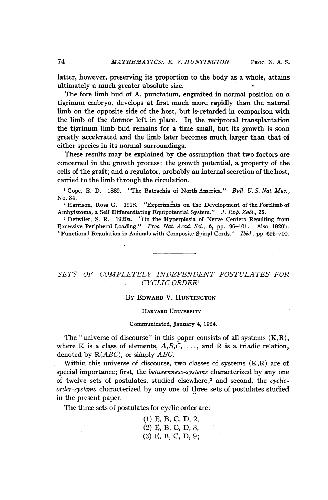 74 MATHEMATICS: E. V. HUNTINGTON PROC. N. A. S.
latter, however, preserving its proportion to the body as a whole, attains
ultimately a much greater absolute size.
The fore limb bud of A. punctatum, engrafted in normal position on a
tigrinum embryo, develops at first much more rapidly than the natural
limb on the opposite side of the host, but is retarded in comparison with
the limb of the donor left in place. In the reciprocal transplantation
the tigrinum limb bud remains for a time small, but its growth is soon
greatly accelerated and the limb later becomes much larger than that of
either species in its normal surroundings.
These results may be explained by the assumption that two factors are
concerned in the growth process: the growth potential, a property of the
cells of the graft; and a regulator, probably an internal secretion of the host,
carried to the limb through the circulation.
1 Cope, E. D. 1889. "The Batrachia of North America." Bull. U. S. Nat. Mus.,
No. 34.
2 Harrison, Ross G. 1918. "Experiments on the Development of the Forelimb of
Amblystoma, a Self Differentiating Equipotential System." J. Exp. Zool., 25.
3 Detwiler, S. R. "On the Hyperplasia of Nerve Centers Resulting from
Excessive Peripheral Loading." Proc. Nat. Acad. Sci., 6, pp. 96-101. Also
"Functional Regulation in Animals with Composite Spinal Cords." Ibid., pp.
SETS OF COMPLETELY INDEPENDENT POSTULATES FOR
CYCLIC ORDER
BY EDWARD V. HUNTINGTON
HARVARD UNIVERSITY
Communicated, January 4, 1924.
The "universe of discourse" in this paper consists of all systems (K,R),
where K is a class of elements, A,B,C, ..., and R is a triadic relation,
denoted by R(ABC), or simply ABC.
Within this universe of discourse, two classes of systems (K,R) are of
special importance; first, the betweenness-systems characterized by any one
of twelve sets of postulates, studied elsewhere, and second, the cyclic-
order-systems characterized by any one of three sets of postulates studied
in the present paper.
The three sets of postulates for cyclic order are:
(1) E, B, C, D, 2,
(2) E, B, C, D, 3,
(3) E, B, C, D, 9;